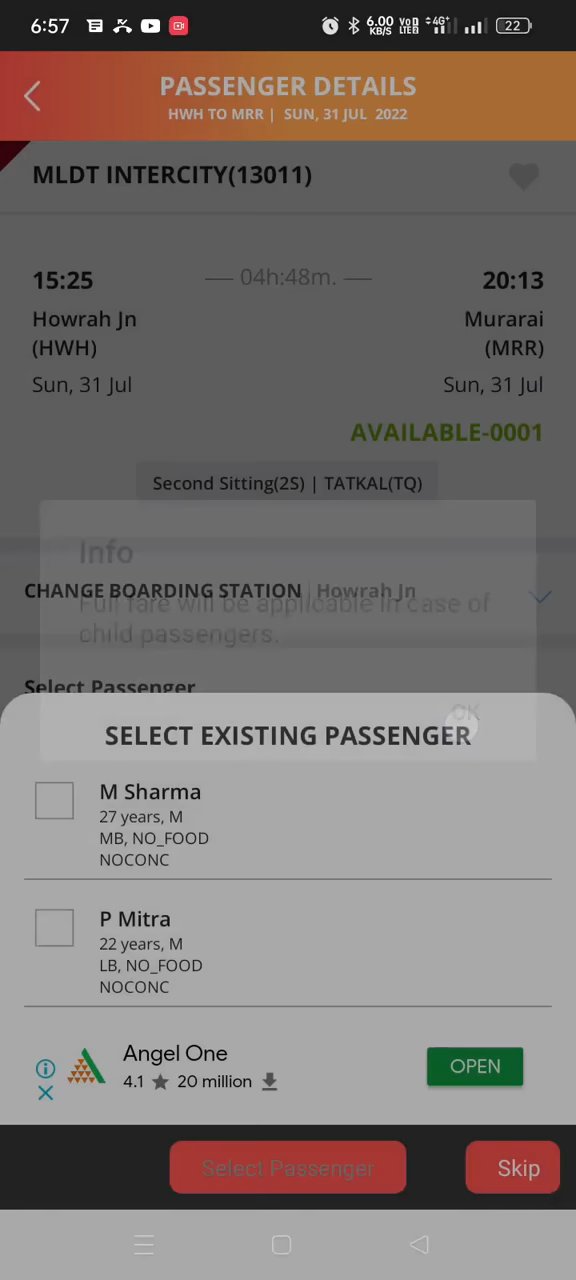 6:57
6.00 KB/S
Vo LTE2
4G+
22
PASSENGER DETAILS
HWH TO MRR | SUN, 31 JUL 2022
MLDT INTERCITY(13011)
15:25
04h:48m.
20:13
Howrah Jn
(HWH)
Murarai
(MRR)
Sun, 31 Jul
Sun, 31 Jul
AVAILABLE-0001
Second Sitting(2S) | TATKAL(TQ)
Info
CHANGE BOARDING STATION | Howrah Jn
Full fare will be applicable in case of
child passengers.
Select Passenger
OK
SELECT EXISTING PASSENGER
M Sharma
27 years, M
MB, NO_FOOD
NOCONC
P Mitra
22 years, M
LB, NO_FOOD
NOCONC
Angel One
4.1 ★ 20 million
OPEN
Select Passenger
Skip